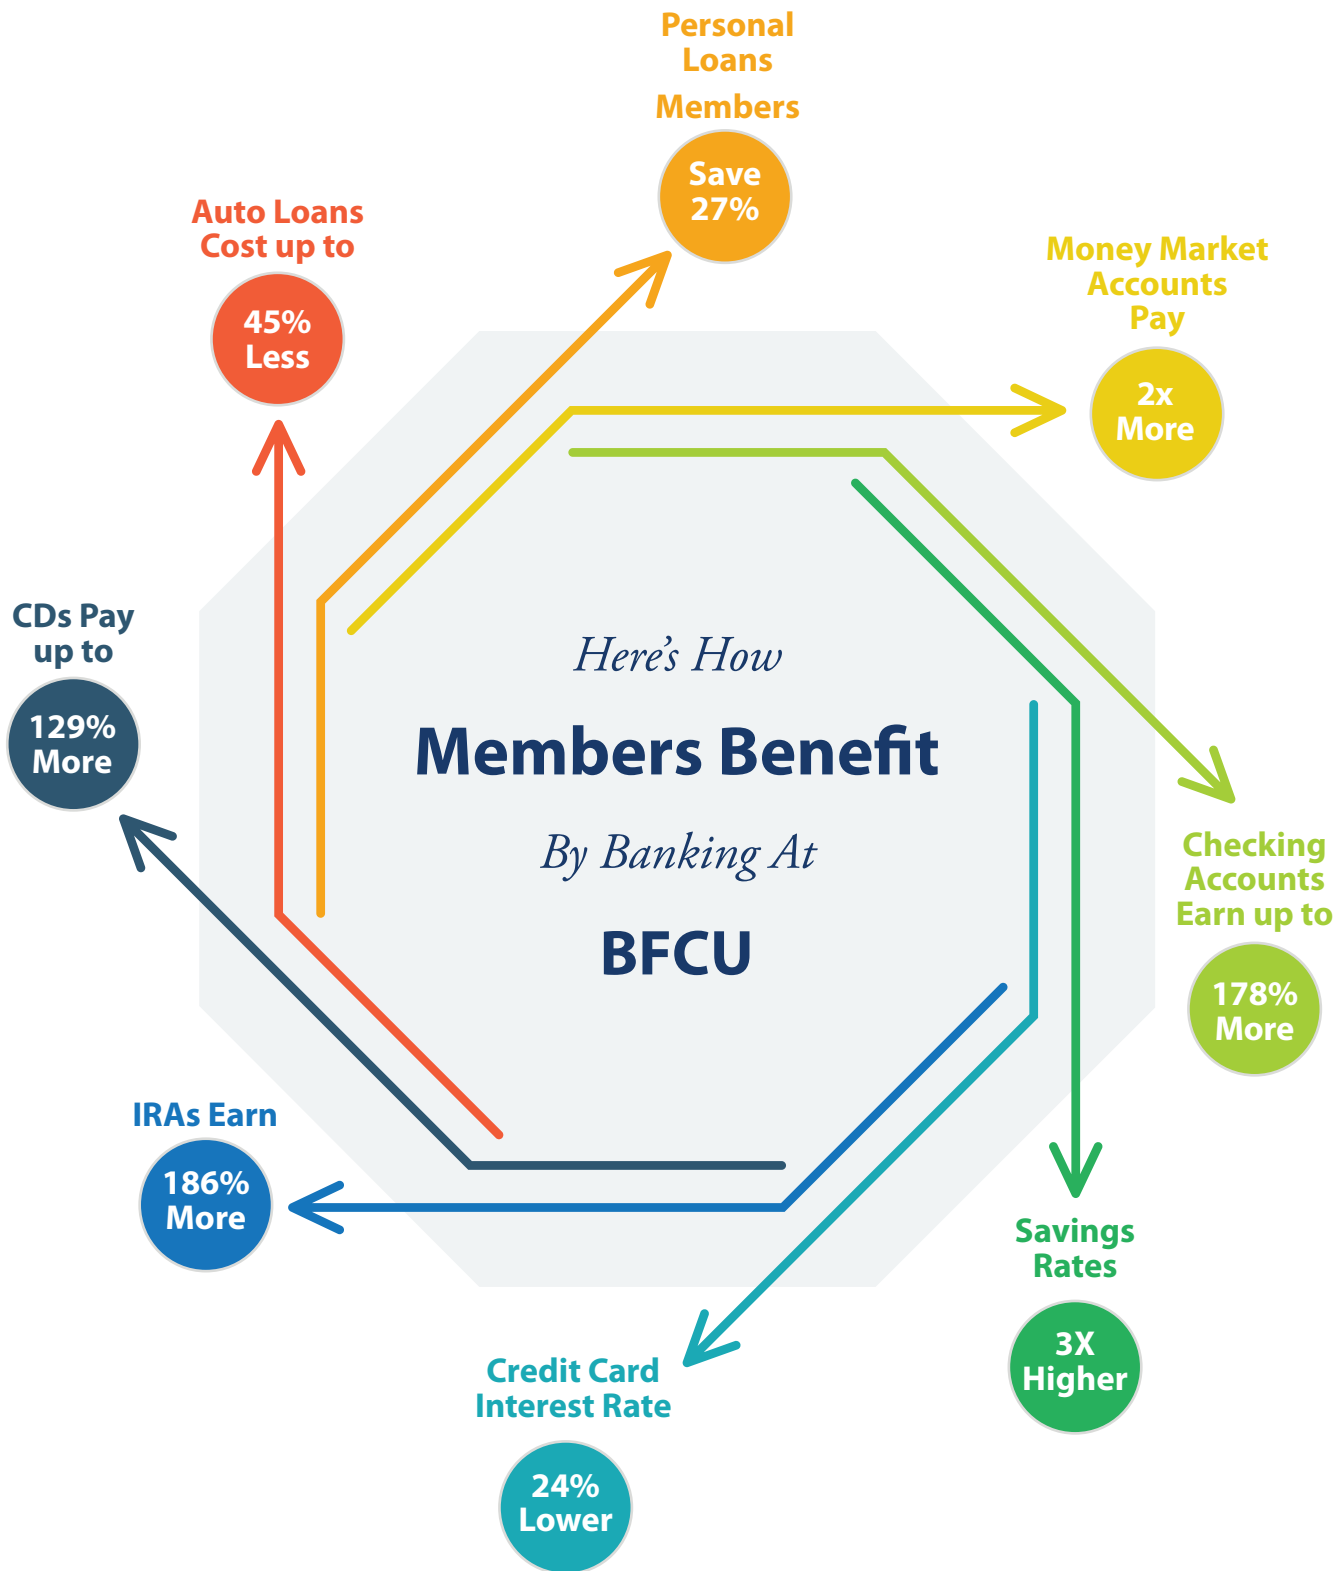 Personal
Loans
Members
Save
27%
Auto Loans
Cost up to
45%
Less
Money Market
Accounts
Pay
2x
More
CDs Pay
up to
129%
More
Here’s How
Members Benefit
By Banking At
BFCU
Checking
Accounts
Earn up to
178%
More
IRAs Earn
186%
More
Savings
Rates
3X
Higher
Credit Card
Interest Rate
24%
Lower